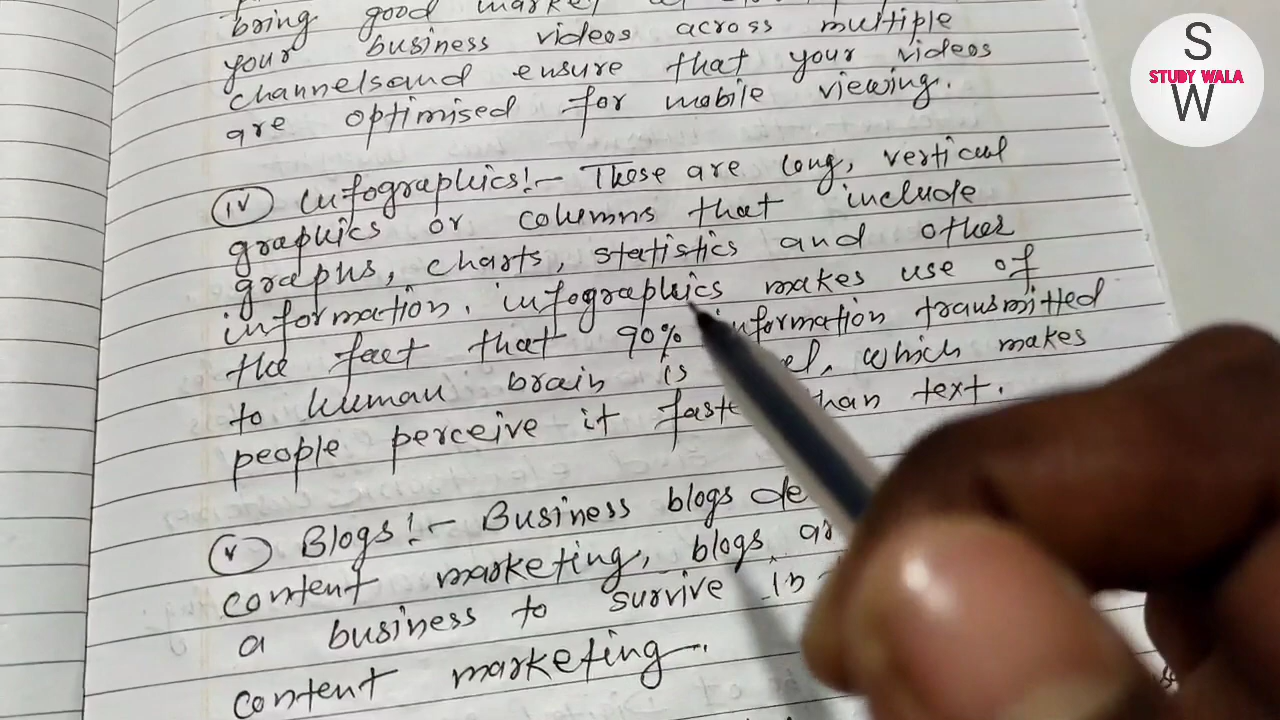 bring good market
your business videos across multiple
channelsand ensure that your videos
are optimised for mobile viewing.
(iv) Infographics:- These are long, vertical
graphics or columns that include
graphs, charts, statistics and other
information. infographics makes use of
the fact that 90% information transmitted
to human brain is which makes
people perceive it than text.
(v) Blogs:- Business blogs
content marketing, blogs
a business to survive in
content marketing.
S
STUDY WALA
W